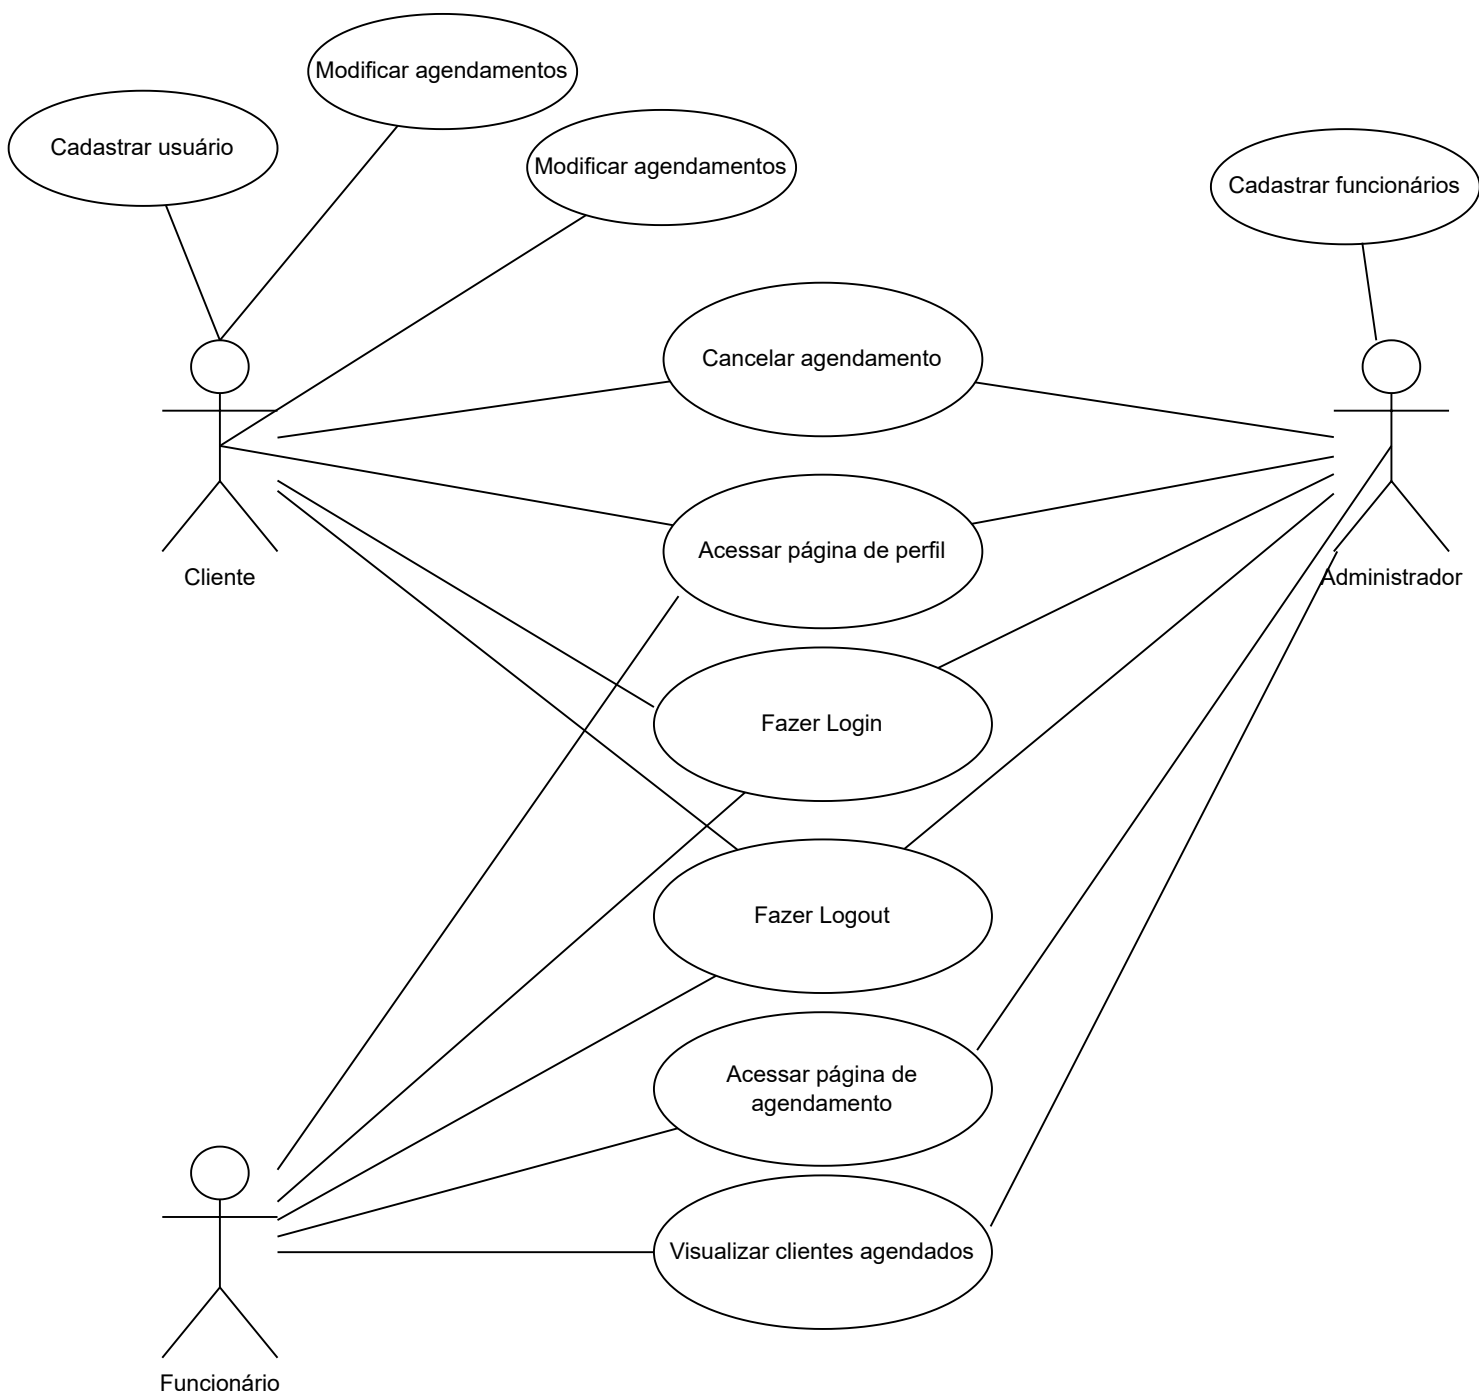 Modificar agendamentos
Cadastrar usuário
Modificar agendamentos
Cadastrar funcionários
Cancelar agendamento
Acessar página de perfil
Cliente
Administrador
Fazer Login
Fazer Logout
Acessar página de
agendamento
Visualizar clientes agendados
Funcionário